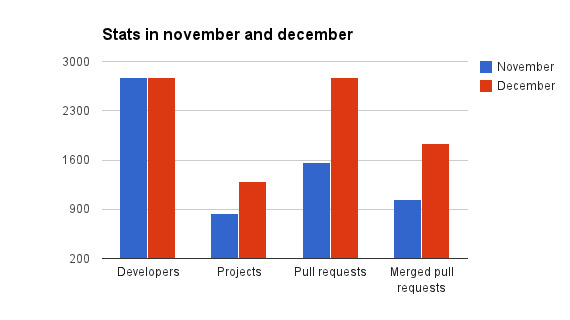 Stats in november and december
3000
2300
1600
900
200
November
December
Developers
Projects
Pull requests
Merged pull
requests